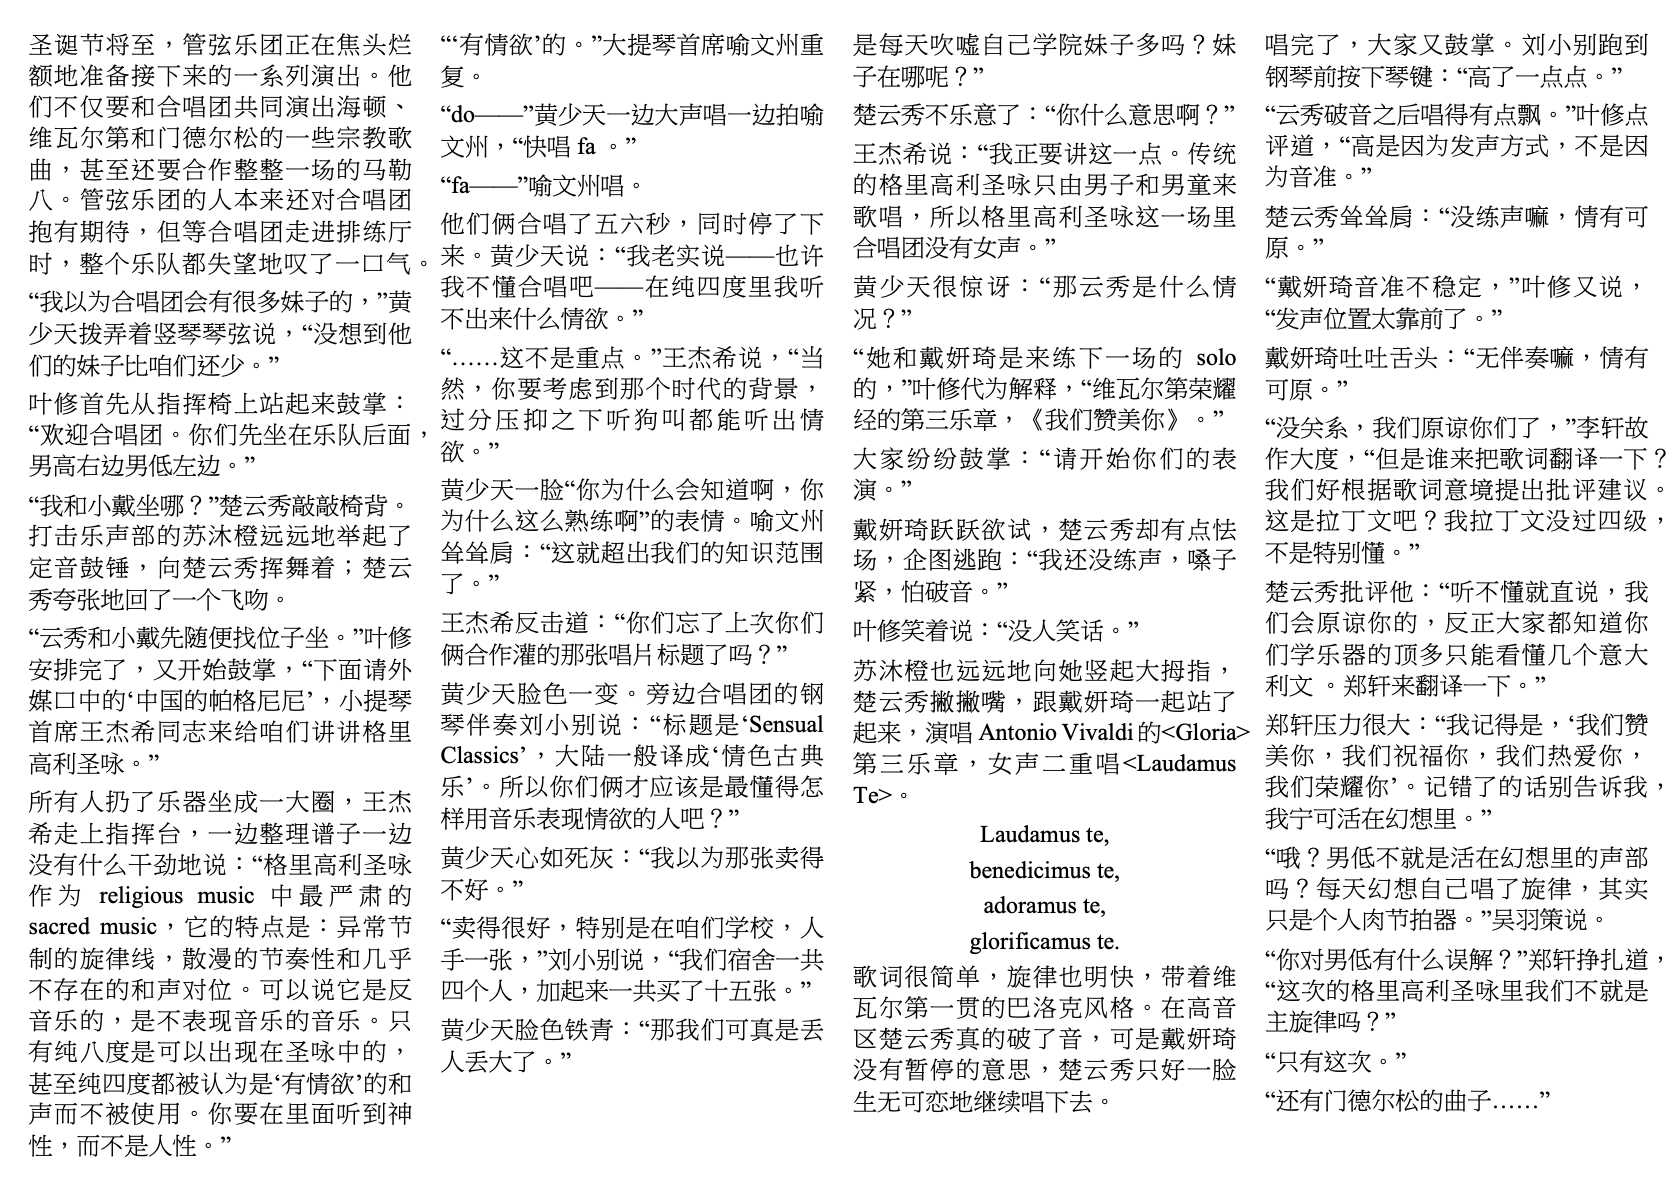 圣诞节将至，管弦乐团正在焦头烂
额地准备接下来的一系列演出。他
们不仅要和合唱团共同演出海顿、
维瓦尔第和门德尔松的一些宗教歌
曲，甚至还要合作整整一场的马勒
八。管弦乐团的人本来还对合唱团
抱有期待，但等合唱团走进排练厅
时，整个乐队都失望地叹了一口气。
“我以为合唱团会有很多妹子的，”黄
少天拨弄着竖琴琴弦说，“没想到他
们的妹子比咱们还少。”
叶修首先从指挥椅上站起来鼓掌：
“欢迎合唱团。你们先坐在乐队后面，
男高右边男低左边。”
“我和小戴坐哪？”楚云秀敲敲椅背。
打击乐声部的苏沐橙远远地举起了
定音鼓锤，向楚云秀挥舞着；楚云
秀夸张地回了一个飞吻。
“云秀和小戴先随便找位子坐。”叶修
安排完了，又开始鼓掌，“下面请外
媒口中的‘中国的帕格尼尼’，小提琴
首席王杰希同志来给咱们讲讲格里
高利圣咏。”
所有人扔了乐器坐成一大圈，王杰
希走上指挥台，一边整理谱子一边
没有什么干劲地说：“格里高利圣咏
作为 religious music 中最严肃的
sacred music，它的特点是：异常节
制的旋律线，散漫的节奏性和几乎
不存在的和声对位。可以说它是反
音乐的，是不表现音乐的音乐。只
有纯八度是可以出现在圣咏中的，
甚至纯四度都被认为是‘有情欲’的和
声而不被使用。你要在里面听到神
性，而不是人性。”
“‘有情欲’的。”大提琴首席喻文州重
复。
“do——”黄少天一边大声唱一边拍喻
文州，“快唱 fa 。”
“fa——”喻文州唱。
他们俩合唱了五六秒，同时停了下
来。黄少天说：“我老实说——也许
我不懂合唱吧——在纯四度里我听
不出来什么情欲。”
“……这不是重点。”王杰希说，“当
然，你要考虑到那个时代的背景，
过分压抑之下听狗叫都能听出情
欲。”
黄少天一脸“你为什么会知道啊，你
为什么这么熟练啊”的表情。喻文州
耸耸肩：“这就超出我们的知识范围
了。”
王杰希反击道：“你们忘了上次你们
俩合作灌的那张唱片标题了吗？”
黄少天脸色一变。旁边合唱团的钢
琴伴奏刘小别说：“标题是‘Sensual
Classics’，大陆一般译成‘情色古典
乐’。所以你们俩才应该是最懂得怎
样用音乐表现情欲的人吧？”
黄少天心如死灰：“我以为那张卖得
不好。”
“卖得很好，特别是在咱们学校，人
手一张，”刘小别说，“我们宿舍一共
四个人，加起来一共买了十五张。”
黄少天脸色铁青：“那我们可真是丢
人丢大了。”
是每天吹嘘自己学院妹子多吗？妹
子在哪呢？”
楚云秀不乐意了：“你什么意思啊？”
王杰希说：“我正要讲这一点。传统
的格里高利圣咏只由男子和男童来
歌唱，所以格里高利圣咏这一场里
合唱团没有女声。”
黄少天很惊讶：“那云秀是什么情
况？”
“她和戴妍琦是来练下一场的 solo
的，”叶修代为解释，“维瓦尔第荣耀
经的第三乐章，《我们赞美你》。”
大家纷纷鼓掌：“请开始你们的表
演。”
戴妍琦跃跃欲试，楚云秀却有点怯
场，企图逃跑：“我还没练声，嗓子
紧，怕破音。”
叶修笑着说：“没人笑话。”
苏沐橙也远远地向她竖起大拇指，
楚云秀撇撇嘴，跟戴妍琦一起站了
起来，演唱 Antonio Vivaldi 的<Gloria>
第三乐章，女声二重唱<Laudamus
Te>。
Laudamus te,
benedicimus te,
adoramus te,
glorificamus te.
歌词很简单，旋律也明快，带着维
瓦尔第一贯的巴洛克风格。在高音
区楚云秀真的破了音，可是戴妍琦
没有暂停的意思，楚云秀只好一脸
生无可恋地继续唱下去。
唱完了，大家又鼓掌。刘小别跑到
钢琴前按下琴键：“高了一点点。”
“云秀破音之后唱得有点飘。”叶修点
评道，“高是因为发声方式，不是因
为音准。”
楚云秀耸耸肩：“没练声嘛，情有可
原。”
“戴妍琦音准不稳定，”叶修又说，
“发声位置太靠前了。”
戴妍琦吐吐舌头：“无伴奏嘛，情有
可原。”
“没关系，我们原谅你们了，”李轩故
作大度，“但是谁来把歌词翻译一下？
我们好根据歌词意境提出批评建议。
这是拉丁文吧？我拉丁文没过四级，
不是特别懂。”
楚云秀批评他：“听不懂就直说，我
们会原谅你的，反正大家都知道你
们学乐器的顶多只能看懂几个意大
利文 。郑轩来翻译一下。”
郑轩压力很大：“我记得是，‘我们赞
美你，我们祝福你，我们热爱你，
我们荣耀你’。记错了的话别告诉我，
我宁可活在幻想里。”
“哦？男低不就是活在幻想里的声部
吗？每天幻想自己唱了旋律，其实
只是个人肉节拍器。”吴羽策说。
“你对男低有什么误解？”郑轩挣扎道，
“这次的格里高利圣咏里我们不就是
主旋律吗？”
“只有这次。”
“还有门德尔松的曲子……”